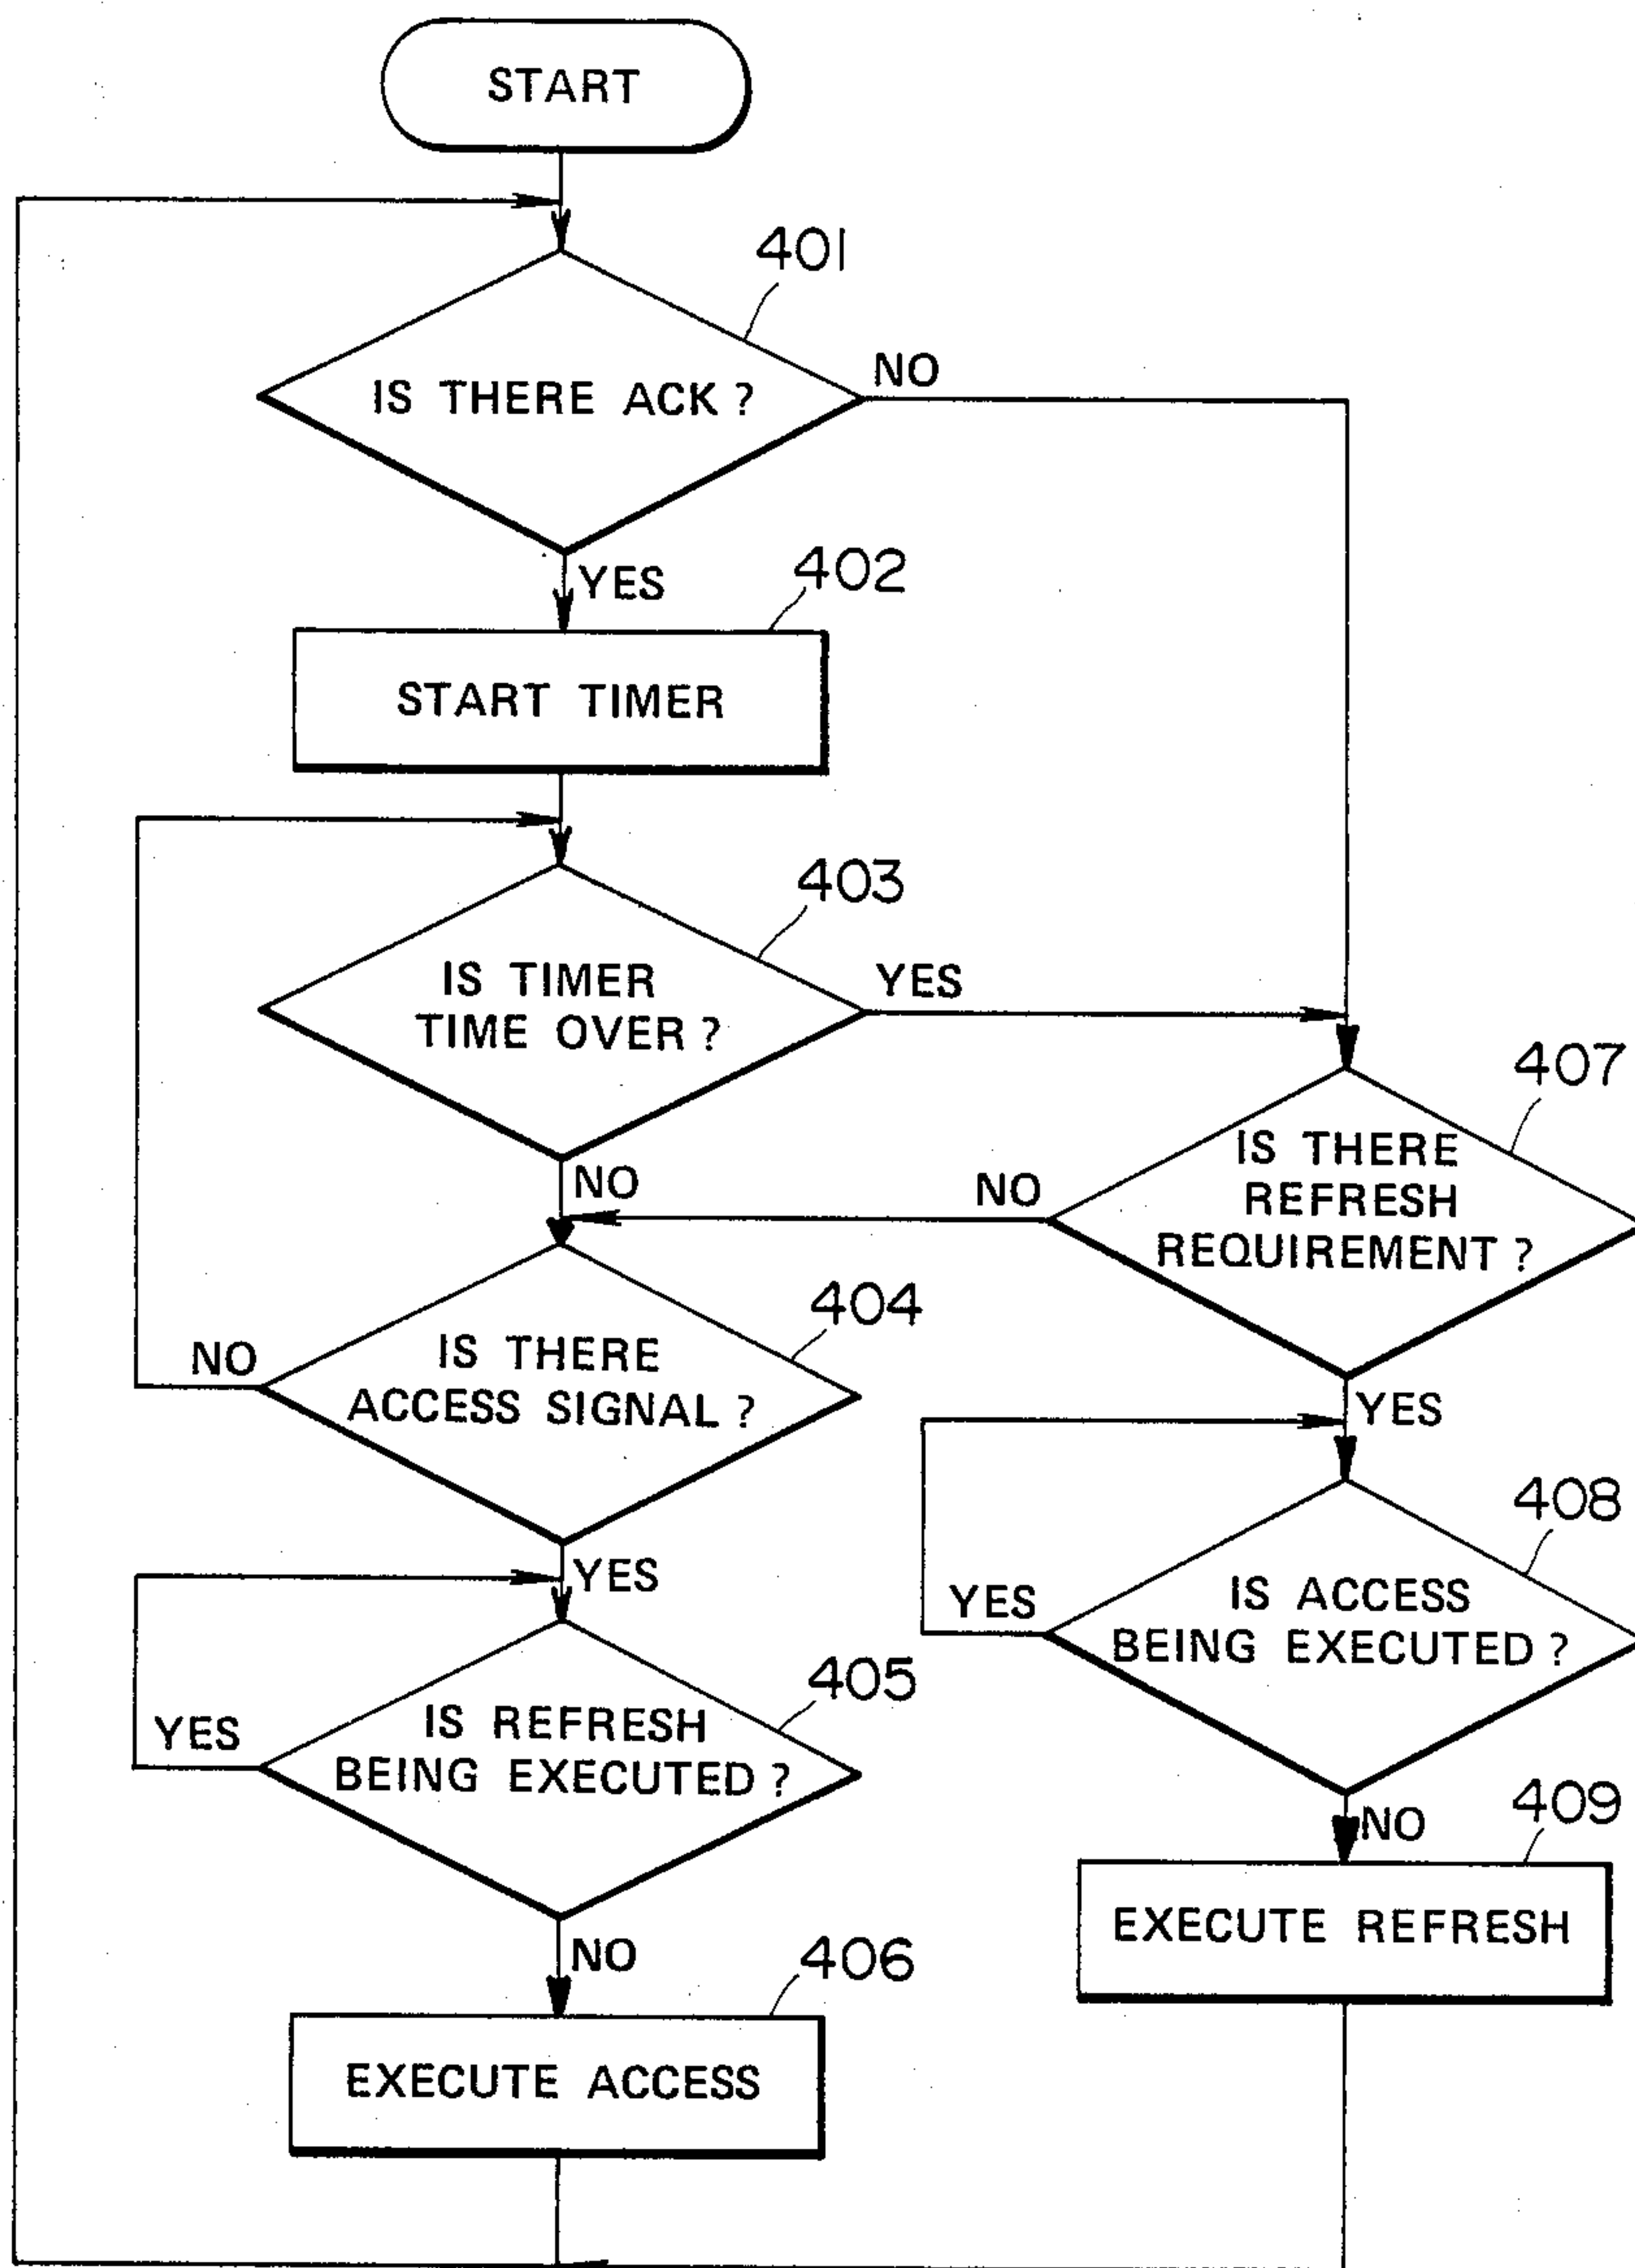 START
401
IS THERE ACK ?
NO
YES
402
START TIMER
403
IS TIMER
TIME OVER ?
YES
NO
407
IS THERE
REFRESH
REQUIREMENT ?
NO
YES
404
IS THERE
ACCESS SIGNAL ?
NO
YES
408
IS ACCESS
BEING EXECUTED ?
YES
NO
405
IS REFRESH
BEING EXECUTED ?
YES
NO
409
EXECUTE REFRESH
406
EXECUTE ACCESS